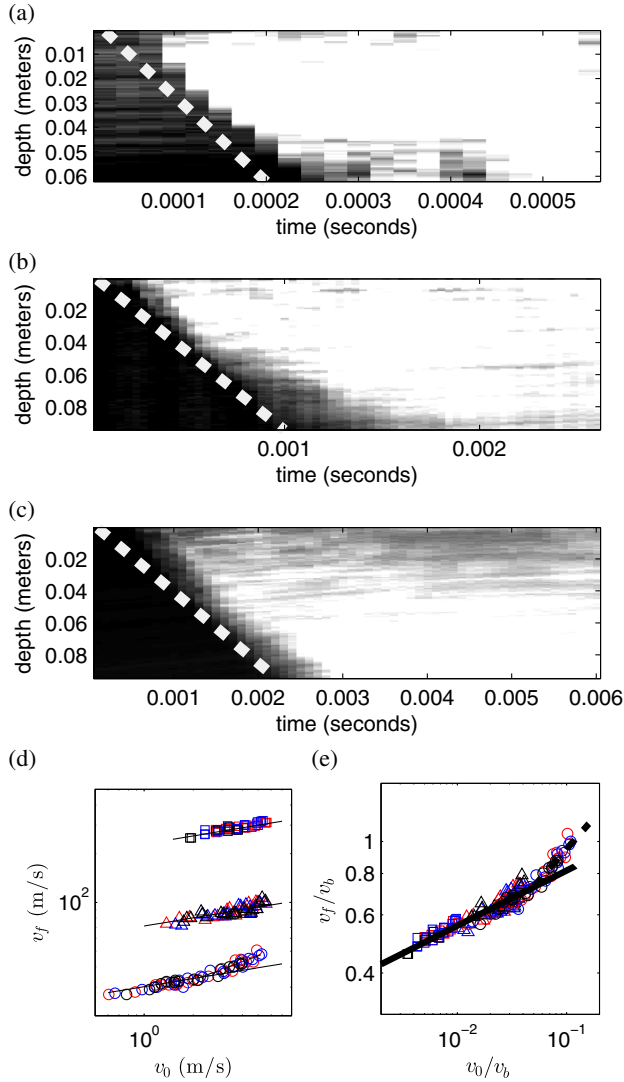 (a)
depth (meters)
0.01
0.02
0.03
0.04
0.05
0.06
0.0001 0.0002 0.0003 0.0004 0.0005
time (seconds)
(b)
depth (meters)
0.02
0.04
0.06
0.08
0.001 0.002
time (seconds)
(c)
depth (meters)
0.02
0.04
0.06
0.08
0.001 0.002 0.003 0.004 0.005 0.006
time (seconds)
(d) (e)
v_f (m/s)
10^2
10^0
v_0 (m/s)
v_f/v_b
1
0.8
0.6
0.4
10^-2 10^-1
v_0/v_b